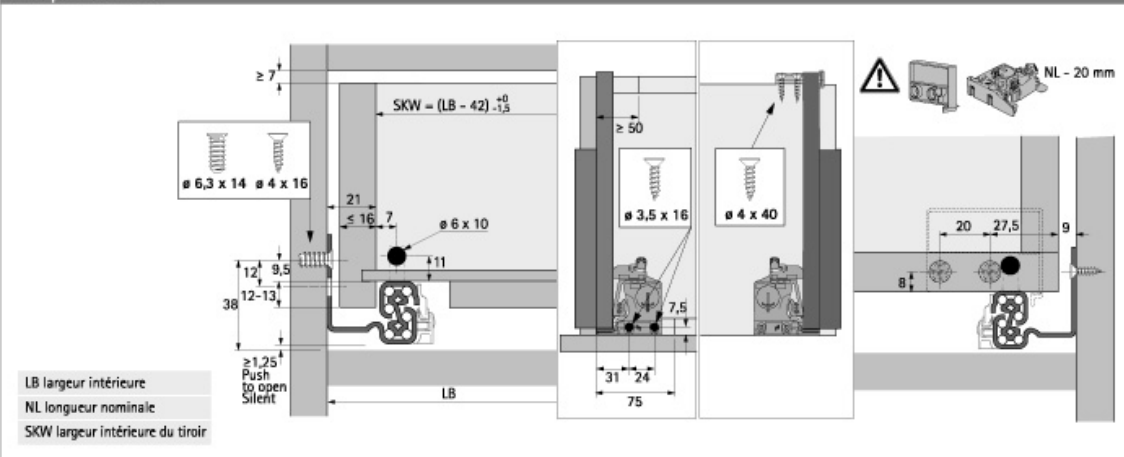 ≥ 7
SKW = (LB - 42) +0 -1,5
NL - 20 mm
≥ 50
ø 6,3 x 14 ø 4 x 16
ø 3,5 x 16
ø 4 x 40
21
≤ 16 7
ø 6 x 10
20 27,5 9
11
9,5
12
12-13
38
8
7,5
≥1,25
Push
to open
Silent
31 24
75
LB
LB largeur intérieure
NL longueur nominale
SKW largeur intérieure du tiroir